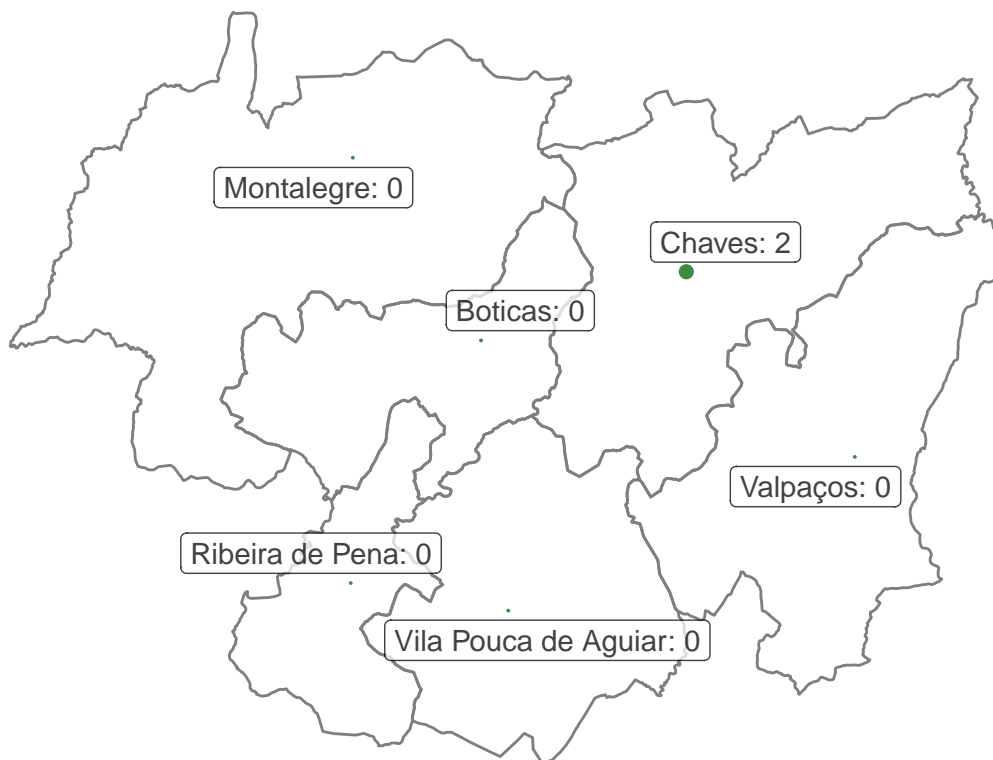 Montalegre: 0
Chaves: 2
Boticas: 0
Valpaços: 0
Ribeira de Pena: 0
Vila Pouca de Aguiar: 0